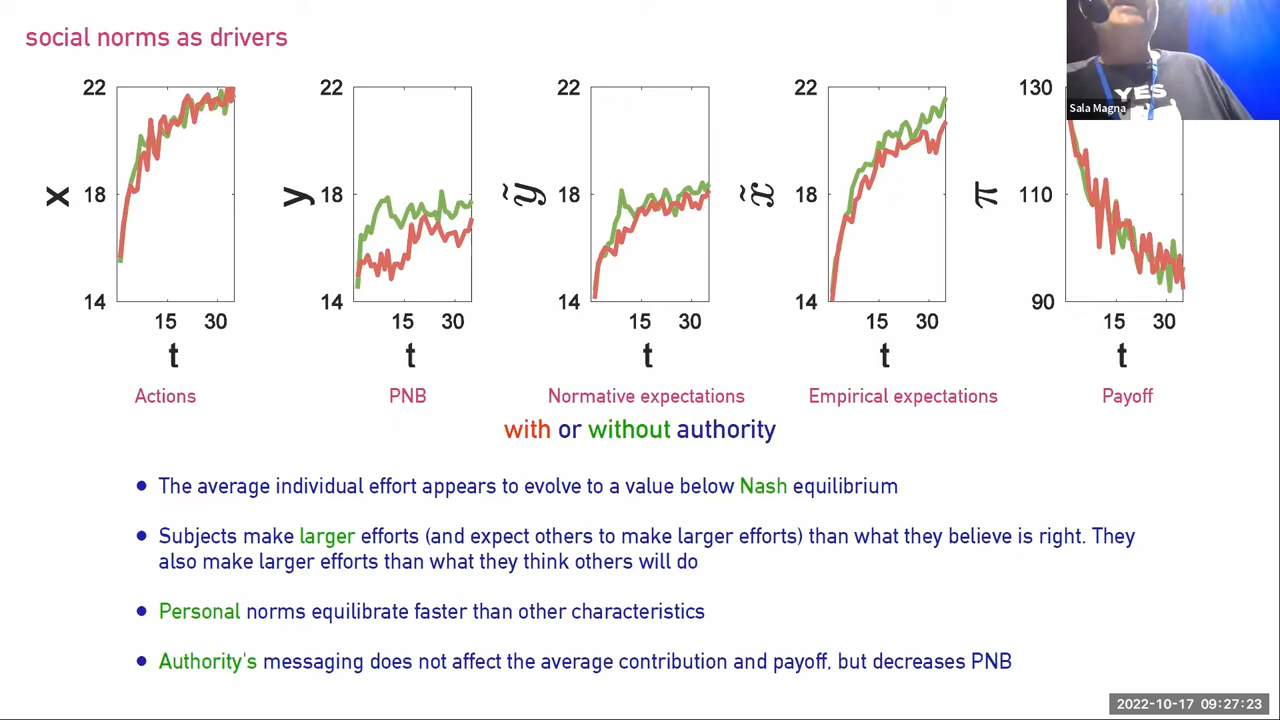 social norms as drivers
YES
Sala Magna
22
18
14
x
15
30
t
Actions
22
18
14
y
15
30
t
PNB
22
18
14
ỹ
15
30
t
Normative expectations
22
18
14
x̃
15
30
t
Empirical expectations
130
110
90
π
15
30
t
Payoff
with or without authority
• The average individual effort appears to evolve to a value below Nash equilibrium
• Subjects make larger efforts (and expect others to make larger efforts) than what they believe is right. They
also make larger efforts than what they think others will do
• Personal norms equilibrate faster than other characteristics
• Authority's messaging does not affect the average contribution and payoff, but decreases PNB
2022-10-17 09:27:23